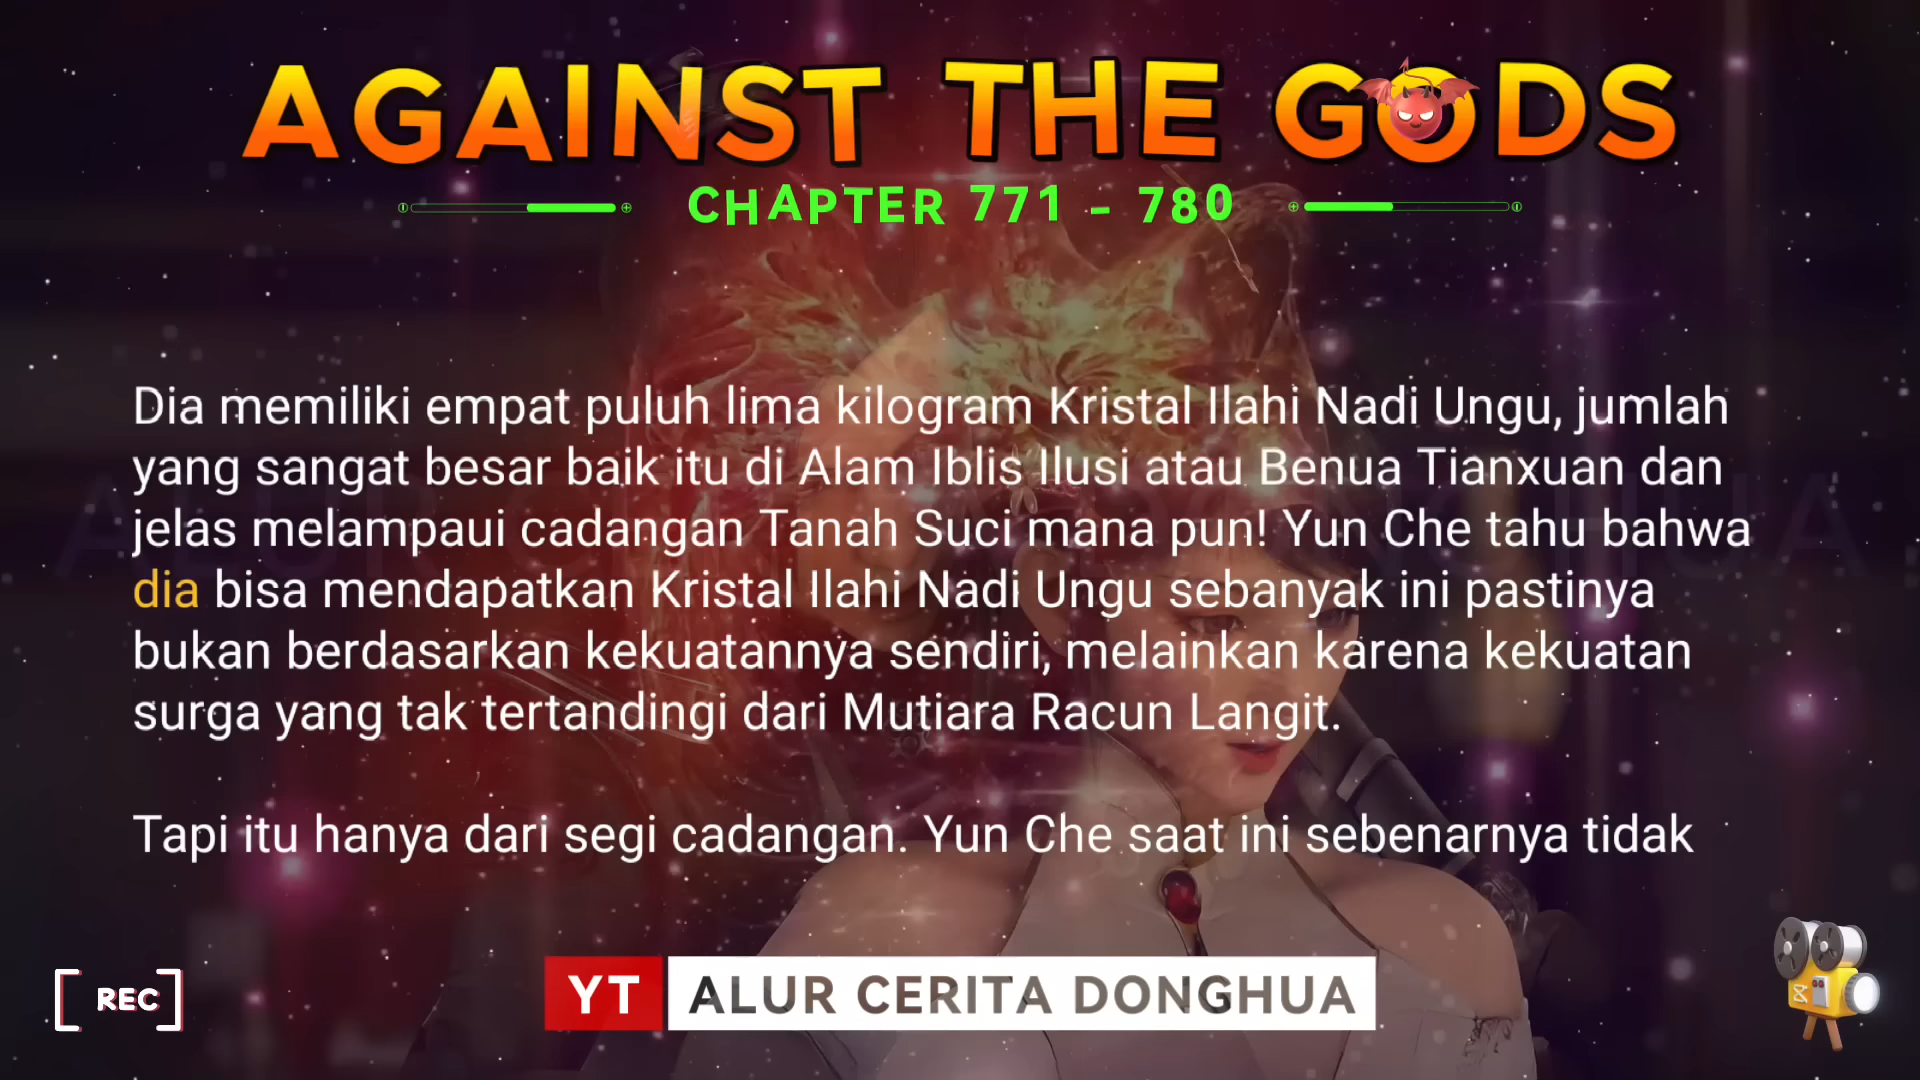 AGAINST THE GODS
CHAPTER 771 - 780
Dia memiliki empat puluh lima kilogram Kristal Ilahi Nadi Ungu, jumlah
yang sangat besar baik itu di Alam Iblis Ilusi atau Benua Tianxuan dan
jelas melampaui cadangan Tanah Suci mana pun! Yun Che tahu bahwa
dia bisa mendapatkan Kristal Ilahi Nadi Ungu sebanyak ini pastinya
bukan berdasarkan kekuatannya sendiri, melainkan karena kekuatan
surga yang tak tertandingi dari Mutiara Racun Langit.
Tapi itu hanya dari segi cadangan. Yun Che saat ini sebenarnya tidak
REC
YT ALUR CERITA DONGHUA